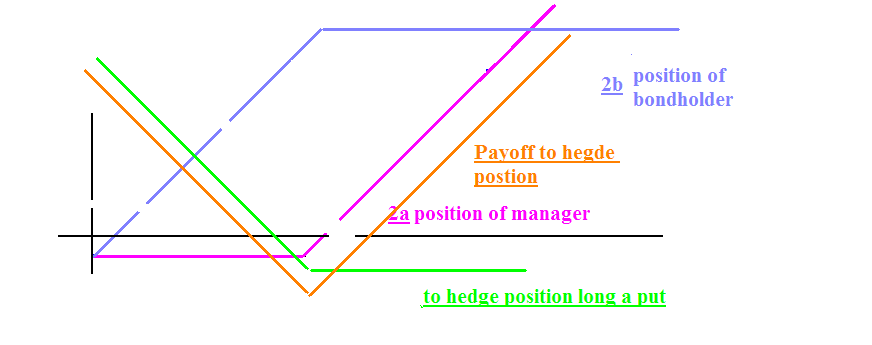 2b position of
bondholder
Payoff to hegde
postion
2a position of manager
to hedge position long a put